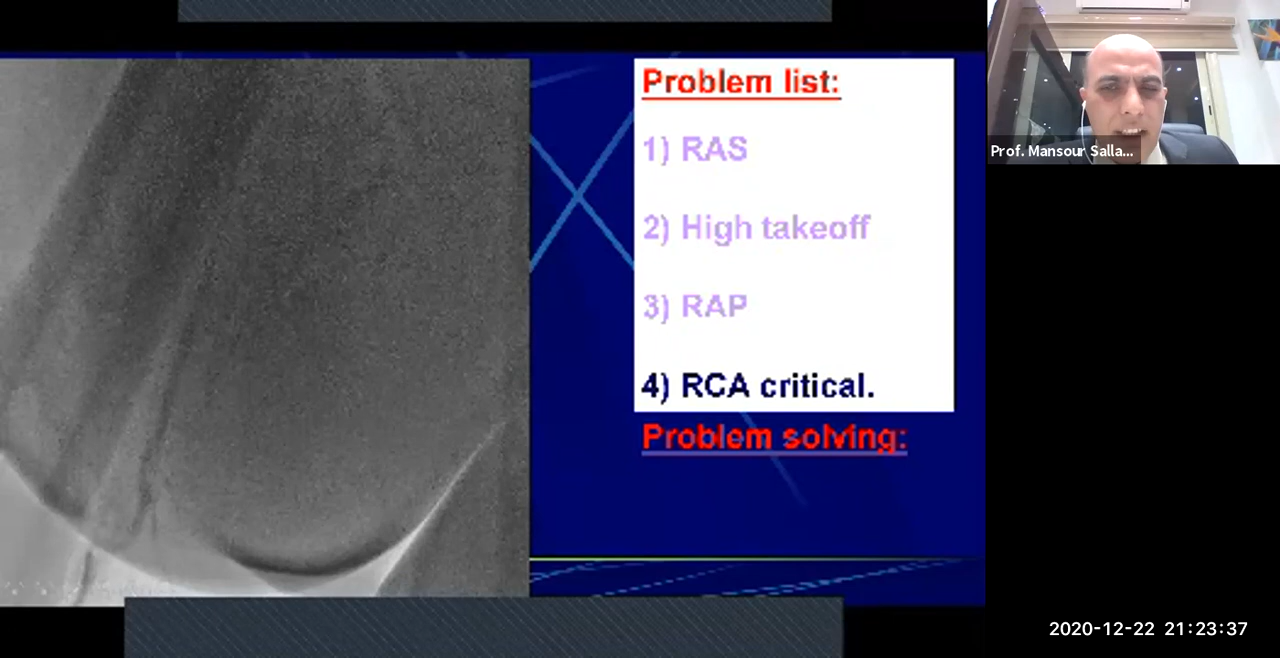 Problem list:
1) RAS
2) High takeoff
3) RAP
4) RCA critical.
Problem solving:
Prof. Mansour Salla...
2020-12-22 21:23:37